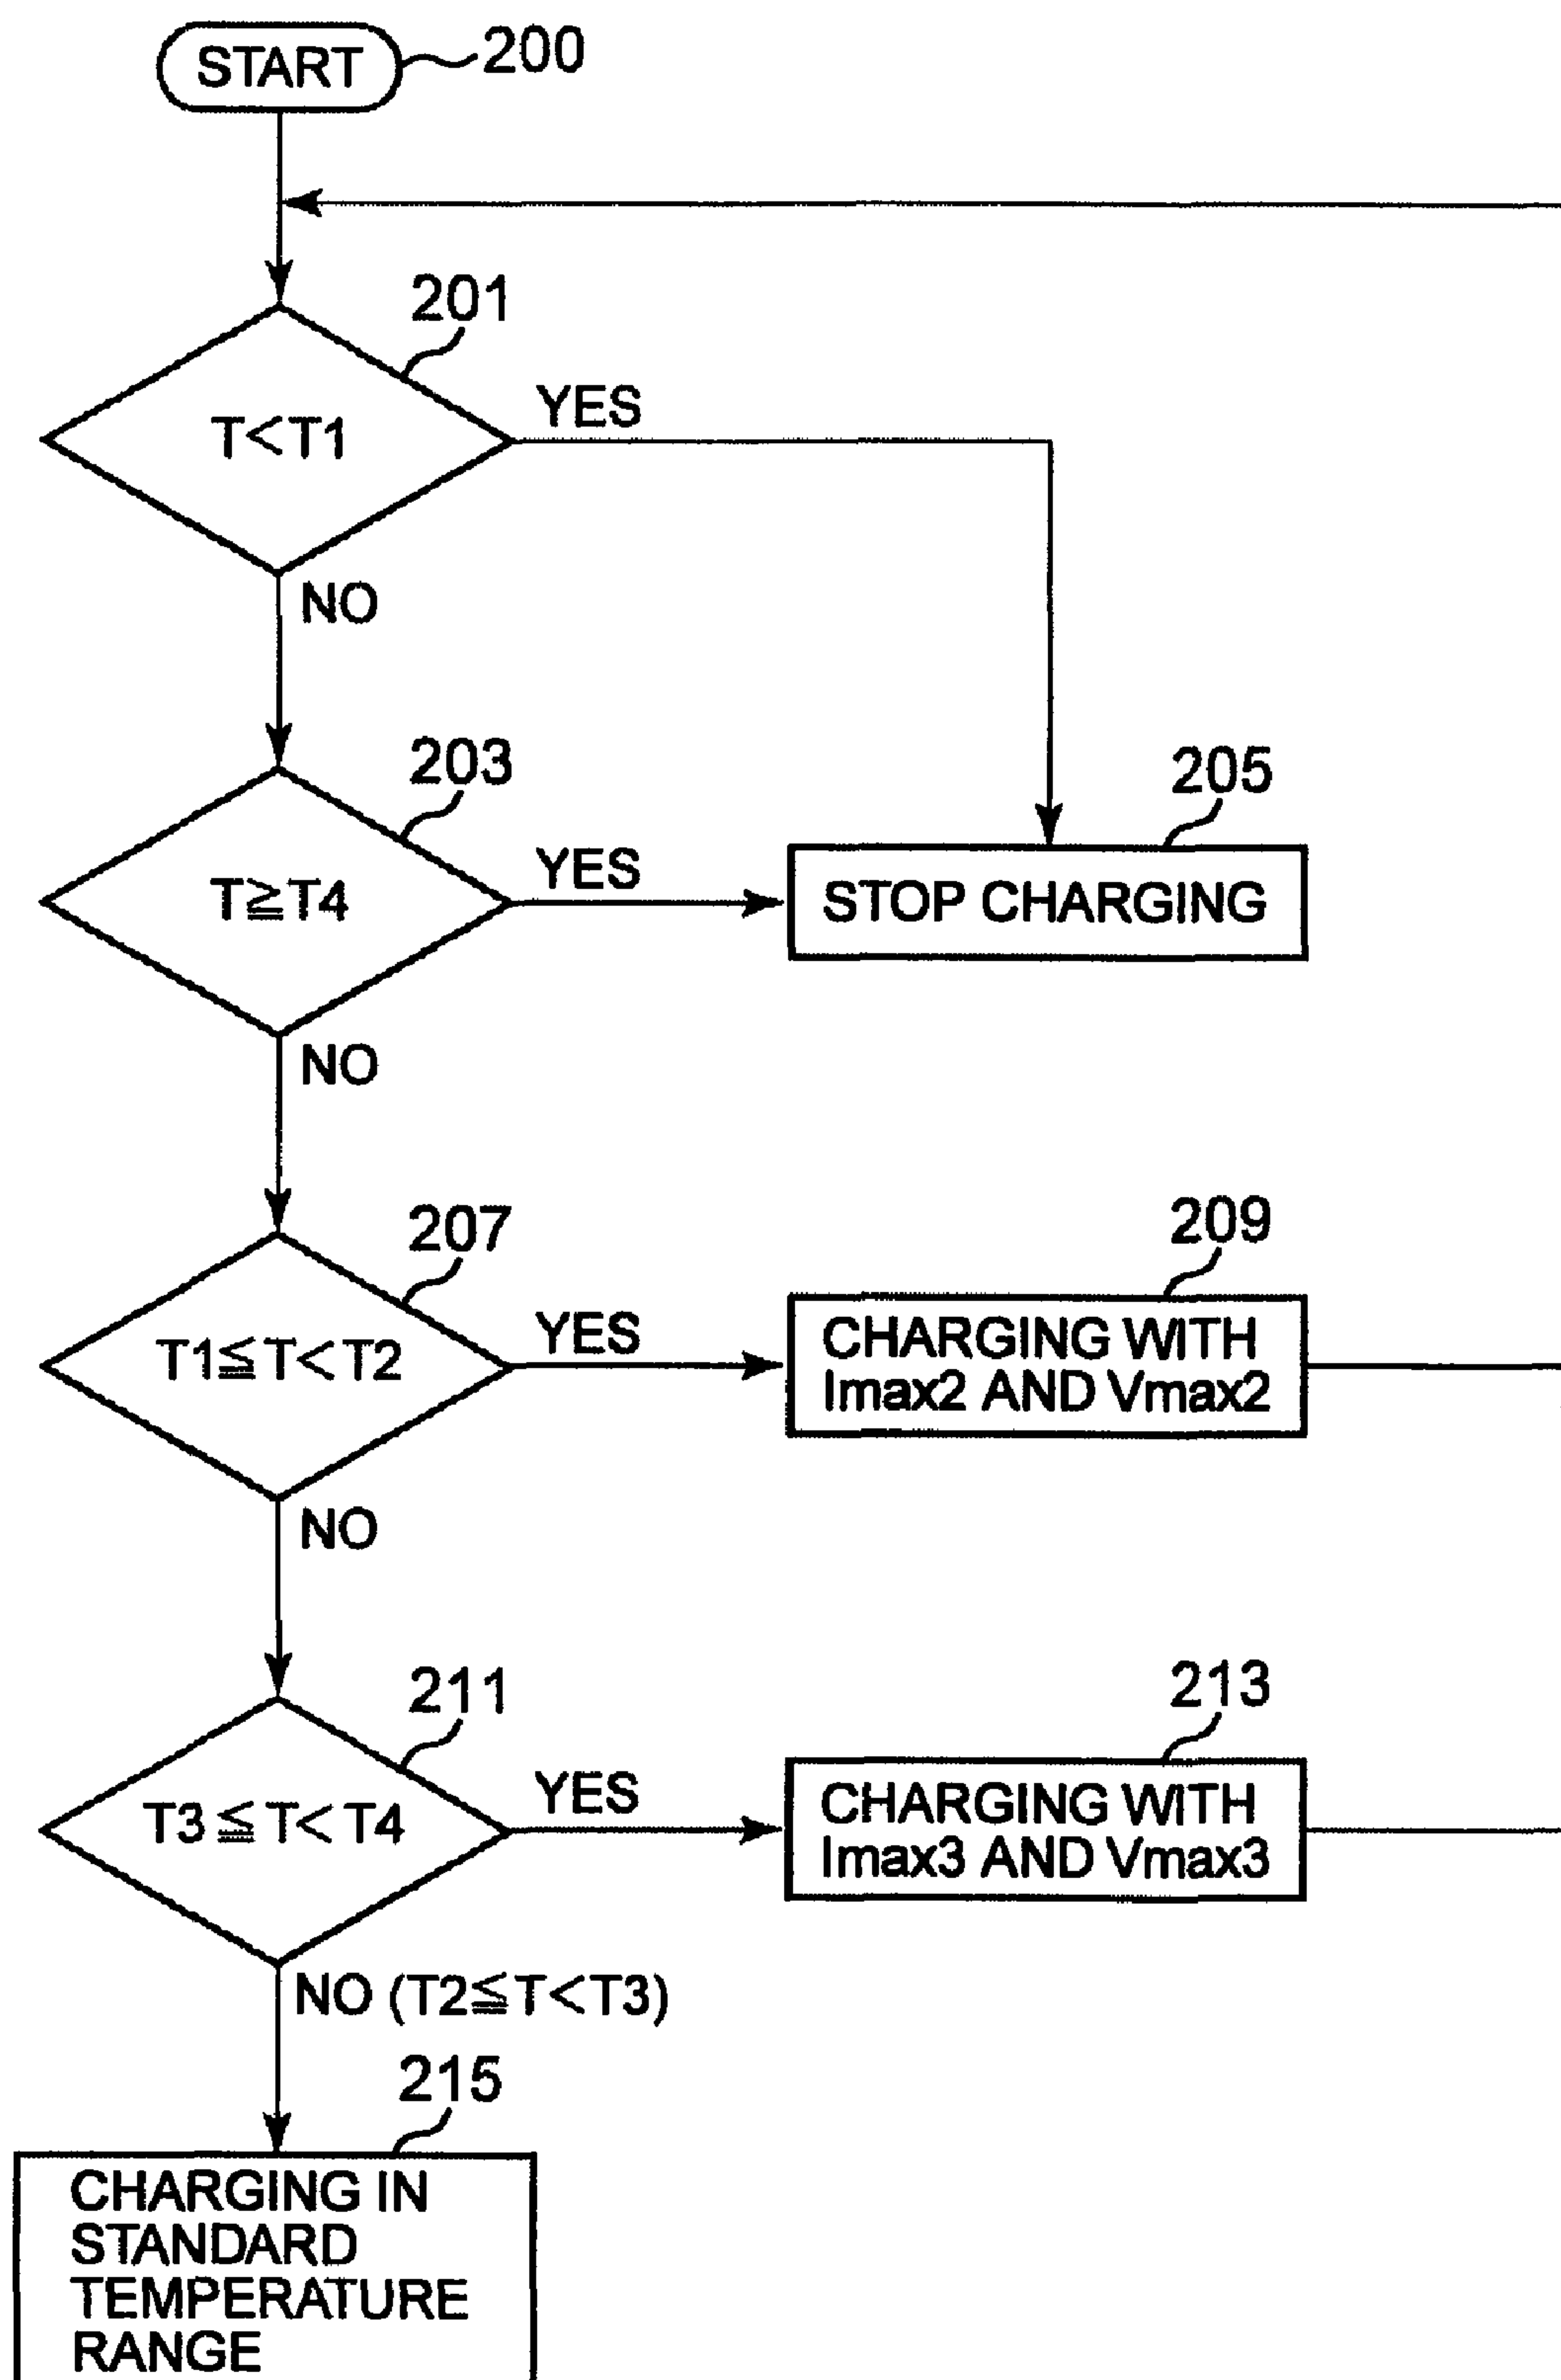 START
200
201
T<T1
YES
NO
203
T≧T4
YES
205
STOP CHARGING
NO
207
T1≦T<T2
YES
209
CHARGING WITH
Imax2 AND Vmax2
NO
211
T3≦T<T4
YES
213
CHARGING WITH
Imax3 AND Vmax3
NO (T2≦T<T3)
215
CHARGING IN
STANDARD
TEMPERATURE
RANGE